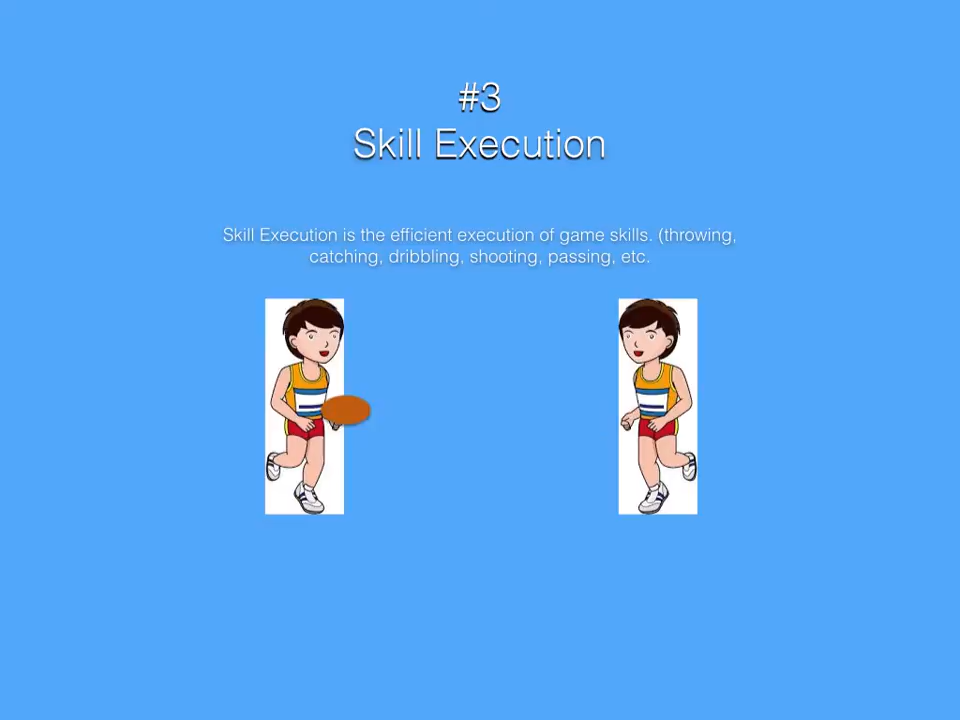 #3
Skill Execution
Skill Execution is the efficient execution of game skills. (throwing,
catching, dribbling, shooting, passing, etc.